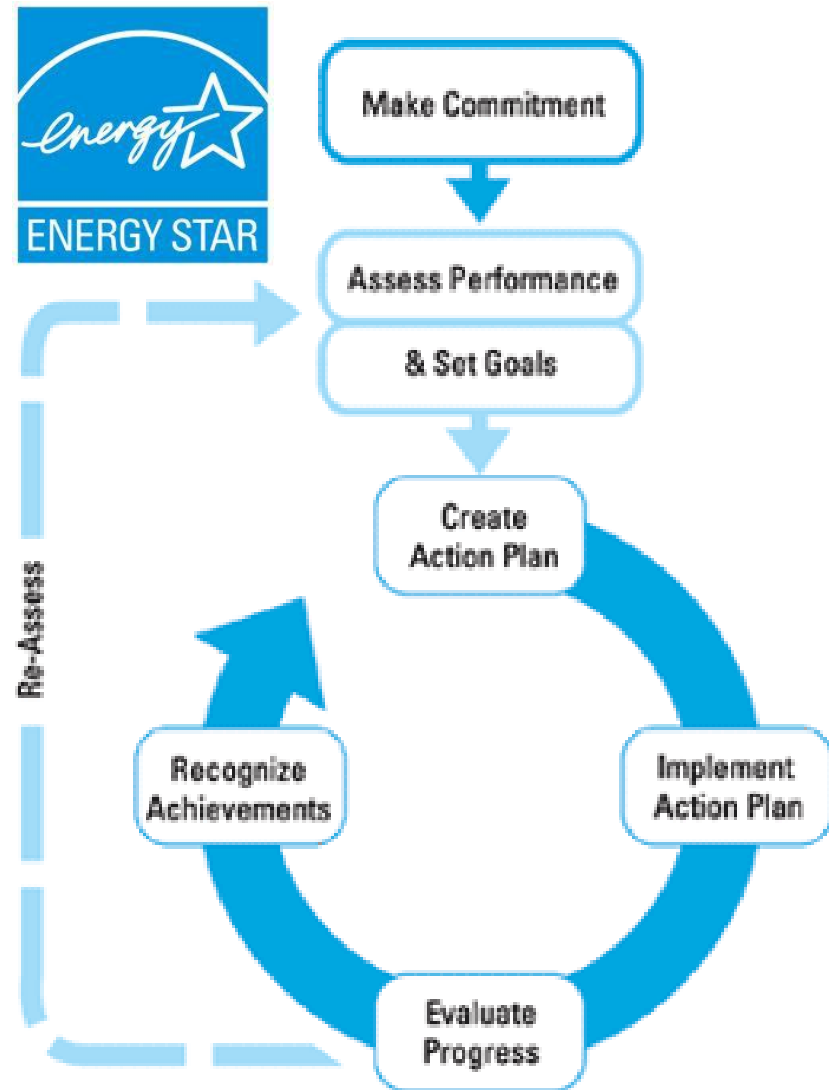 energy
ENERGY STAR
Make Commitment
Assess Performance
& Set Goals
Create
Action Plan
Implement
Action Plan
Evaluate
Progress
Recognize
Achievements
Re-Assess